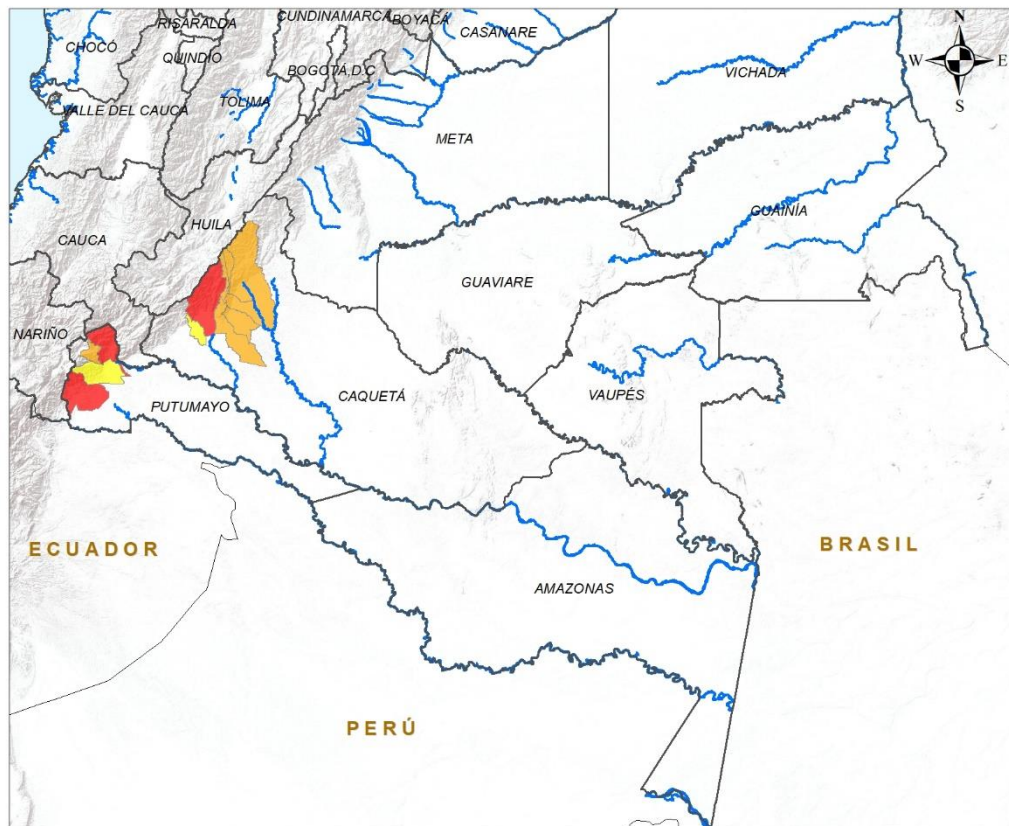 RISARALDA
CUNDINAMARCA
BOYACÁ
CASANARE
N
CHOCÓ
QUINDIO
BOGOTÁ D.C
VICHADA
W
E
TOLIMA
VALLE DEL CAUCA
S
META
GUAINÍA
HUILA
CAUCA
GUAVIARE
NARIÑO
CAQUETÁ
VAUPÉS
PUTUMAYO
ECUADOR
BRASIL
AMAZONAS
PERÚ